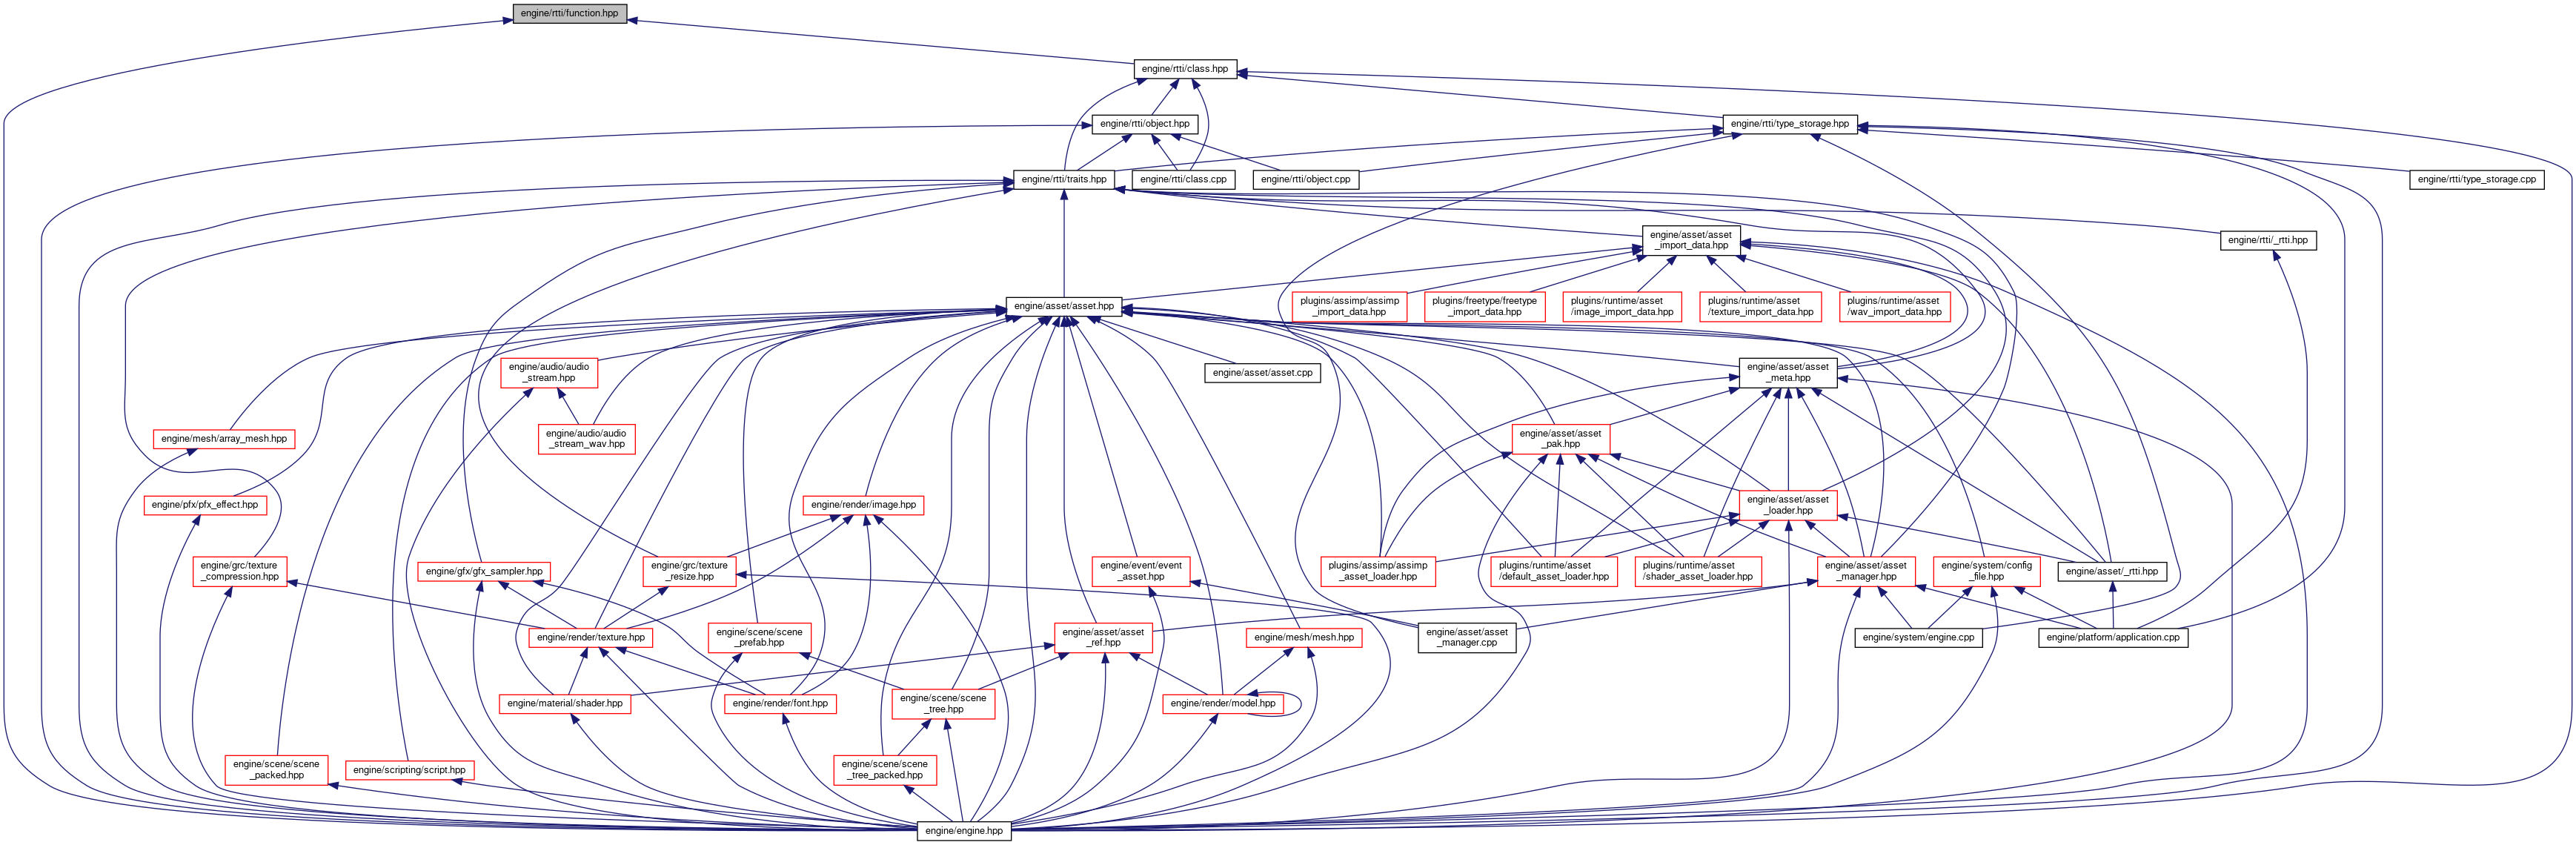 engine/rtti/function.hpp
engine/rtti/class.hpp
engine/rtti/object.hpp
engine/rtti/type_storage.hpp
engine/rtti/traits.hpp
engine/rtti/class.cpp
engine/rtti/object.cpp
engine/rtti/type_storage.cpp
engine/asset/asset
_import_data.hpp
engine/rtti/_rtti.hpp
engine/asset/asset.hpp
plugins/assimp/assimp
_import_data.hpp
plugins/freetype/freetype
_import_data.hpp
plugins/runtime/asset
/image_import_data.hpp
plugins/runtime/asset
/texture_import_data.hpp
plugins/runtime/asset
/wav_import_data.hpp
engine/audio/audio
_stream.hpp
engine/asset/asset.cpp
engine/asset/asset
_meta.hpp
engine/mesh/array_mesh.hpp
engine/audio/audio
_stream_wav.hpp
engine/asset/asset
_pak.hpp
engine/pfx/pfx_effect.hpp
engine/render/image.hpp
engine/asset/asset
_loader.hpp
engine/grc/texture
_compression.hpp
engine/gfx/gfx_sampler.hpp
engine/grc/texture
_resize.hpp
engine/event/event
_asset.hpp
plugins/assimp/assimp
_asset_loader.hpp
plugins/runtime/asset
/default_asset_loader.hpp
plugins/runtime/asset
/shader_asset_loader.hpp
engine/asset/asset
_manager.hpp
engine/system/config
_file.hpp
engine/asset/_rtti.hpp
engine/render/texture.hpp
engine/scene/scene
_prefab.hpp
engine/asset/asset
_ref.hpp
engine/mesh/mesh.hpp
engine/asset/asset
_manager.cpp
engine/system/engine.cpp
engine/platform/application.cpp
engine/material/shader.hpp
engine/render/font.hpp
engine/scene/scene
_tree.hpp
engine/render/model.hpp
engine/scene/scene
_packed.hpp
engine/scripting/script.hpp
engine/scene/scene
_tree_packed.hpp
engine/engine.hpp